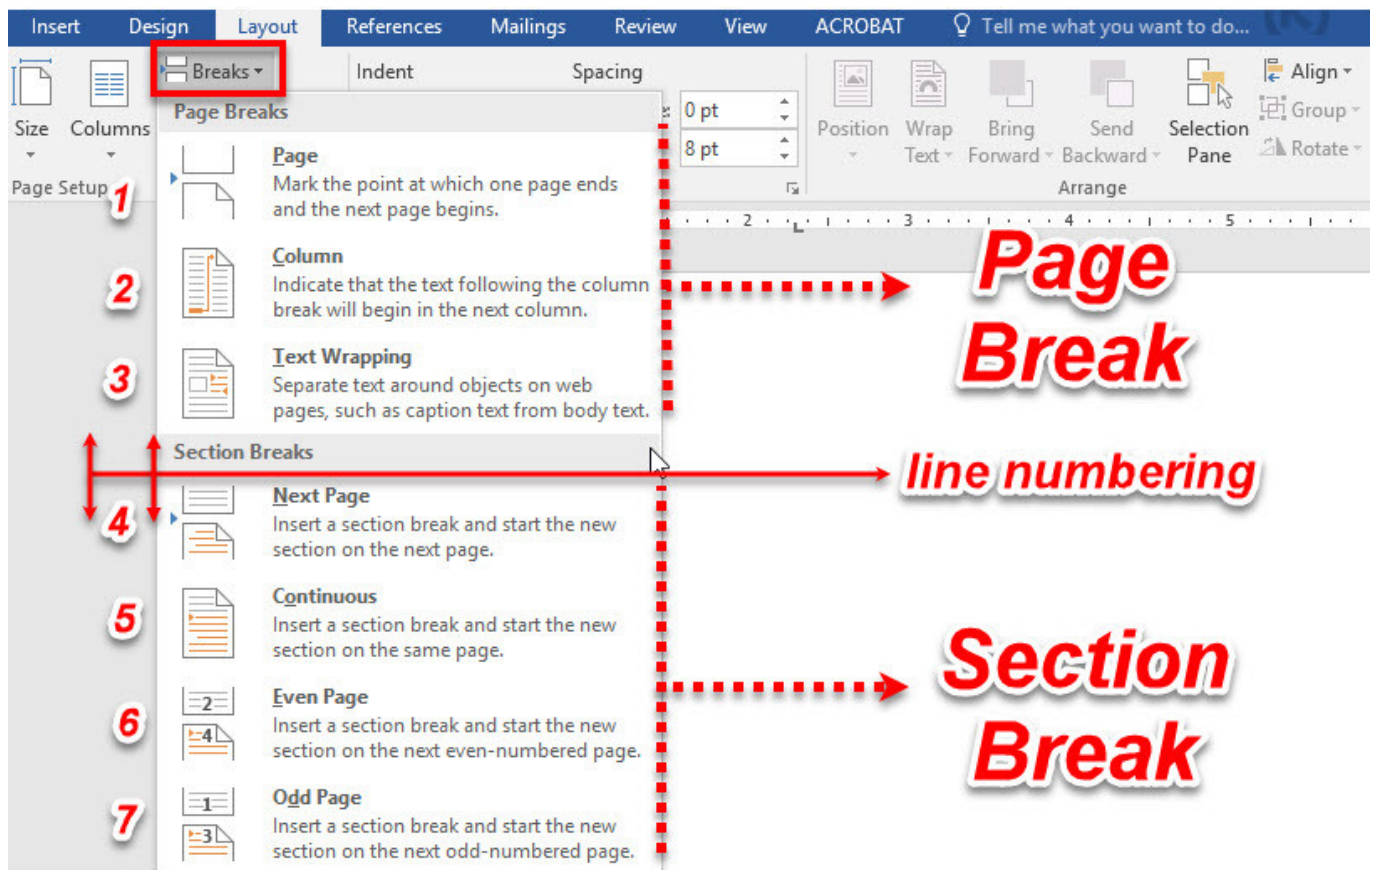 Insert Design Layout References Mailings Review View ACROBAT Tell me what you want to do...
Breaks Indent Spacing Align
Size Columns 0 pt Position Wrap Text Bring Forward Send Backward Selection Pane Group
8 pt Rotate
Page Setup Arrange
2 3 4 5
Page Breaks
1
Page
Mark the point at which one page ends
and the next page begins.
2
Column
Indicate that the text following the column
break will begin in the next column.
3
Text Wrapping
Separate text around objects on web
pages, such as caption text from body text.
Page
Break
Section Breaks
line numbering
4
Next Page
Insert a section break and start the new
section on the next page.
5
Continuous
Insert a section break and start the new
section on the same page.
6
2
4
Even Page
Insert a section break and start the new
section on the next even-numbered page.
7
1
3
Odd Page
Insert a section break and start the new
section on the next odd-numbered page.
Section
Break